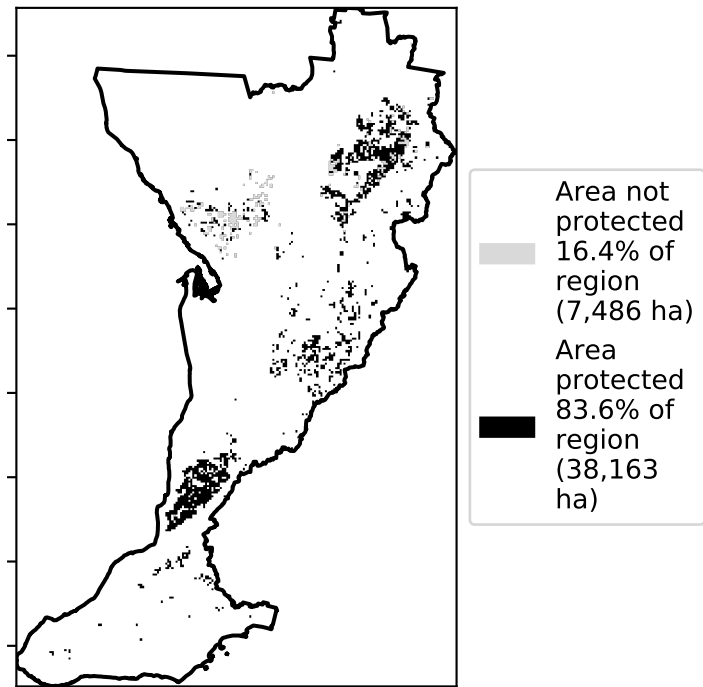 Area not
protected
16.4% of
region
(7,486 ha)
Area
protected
83.6% of
region
(38,163
ha)